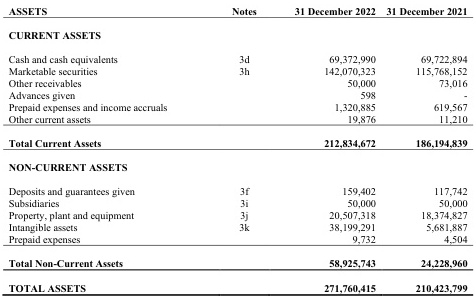 ASSETS Notes 31 December 2022 31 December 2021
CURRENT ASSETS
Cash and cash equivalents 3d 69,372,990 69,722,894
Marketable securities 3h 142,070,323 115,768,152
Other receivables 50,000 73,016
Advances given 598 -
Prepaid expenses and income accruals 1,320,885 619,567
Other current assets 19,876 11,210
Total Current Assets 212,834,672 186,194,839
NON-CURRENT ASSETS
Deposits and guarantees given 3f 159,402 117,742
Subsidiaries 3i 50,000 50,000
Property, plant and equipment 3j 20,507,318 18,374,827
Intangible assets 3k 38,199,291 5,681,887
Prepaid expenses 9,732 4,504
Total Non-Current Assets 58,925,743 24,228,960
TOTAL ASSETS 271,760,415 210,423,799